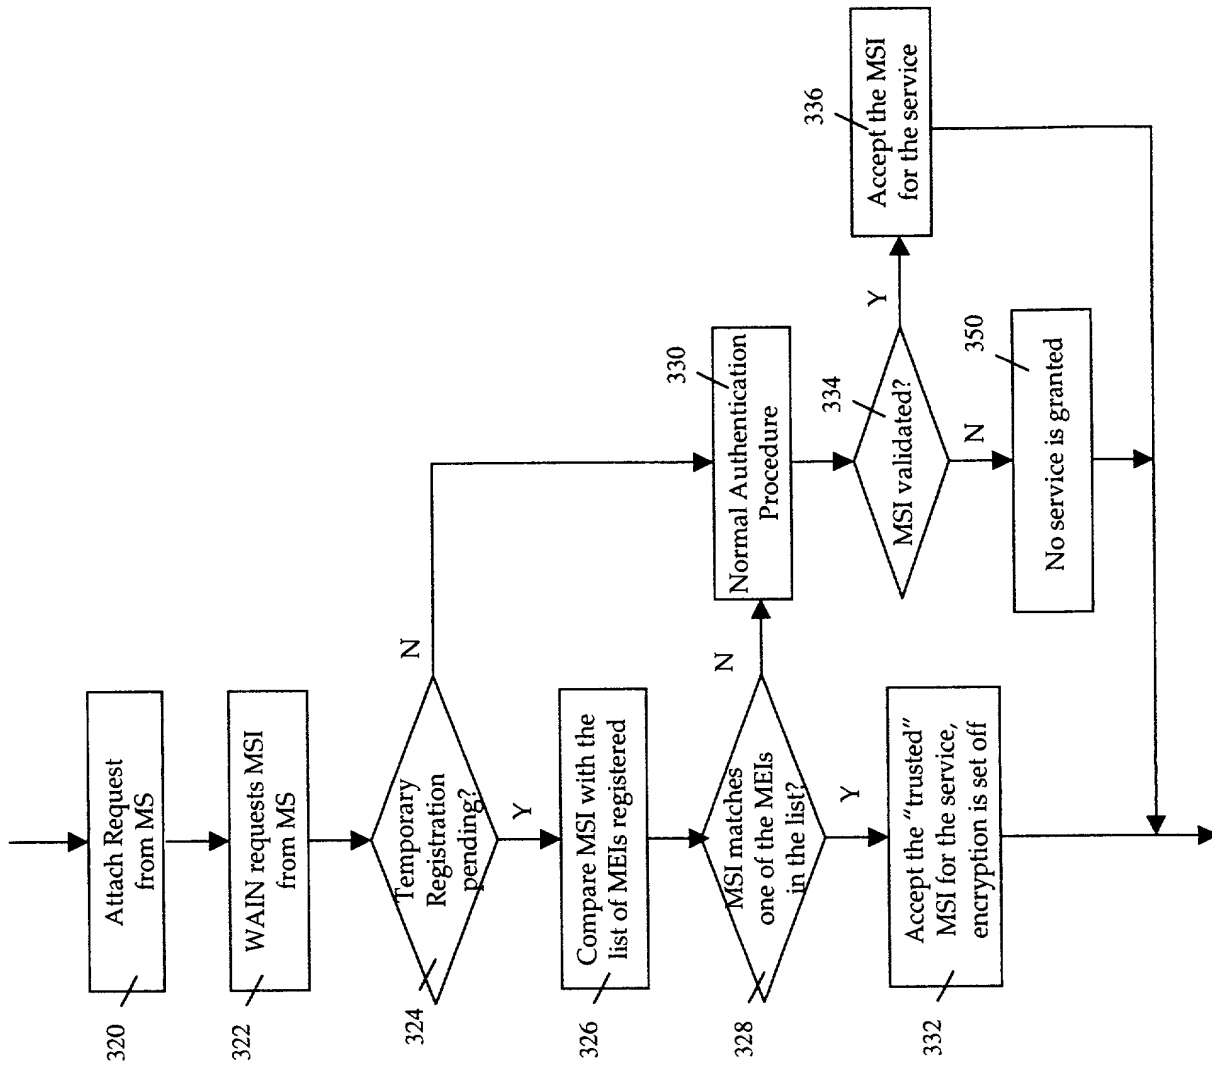 320
Attach Request
from MS
322
WAIN requests MSI
from MS
324
Temporary
Registration
pending?
N
Y
326
Compare MSI with the
list of MEIs registered
328
MSI matches
one of the MEIs
in the list?
N
Y
332
Accept the "trusted"
MSI for the service,
encryption is set off
330
Normal Authentication
Procedure
334
MSI validated?
Y
N
336
Accept the MSI
for the service
350
No service is granted